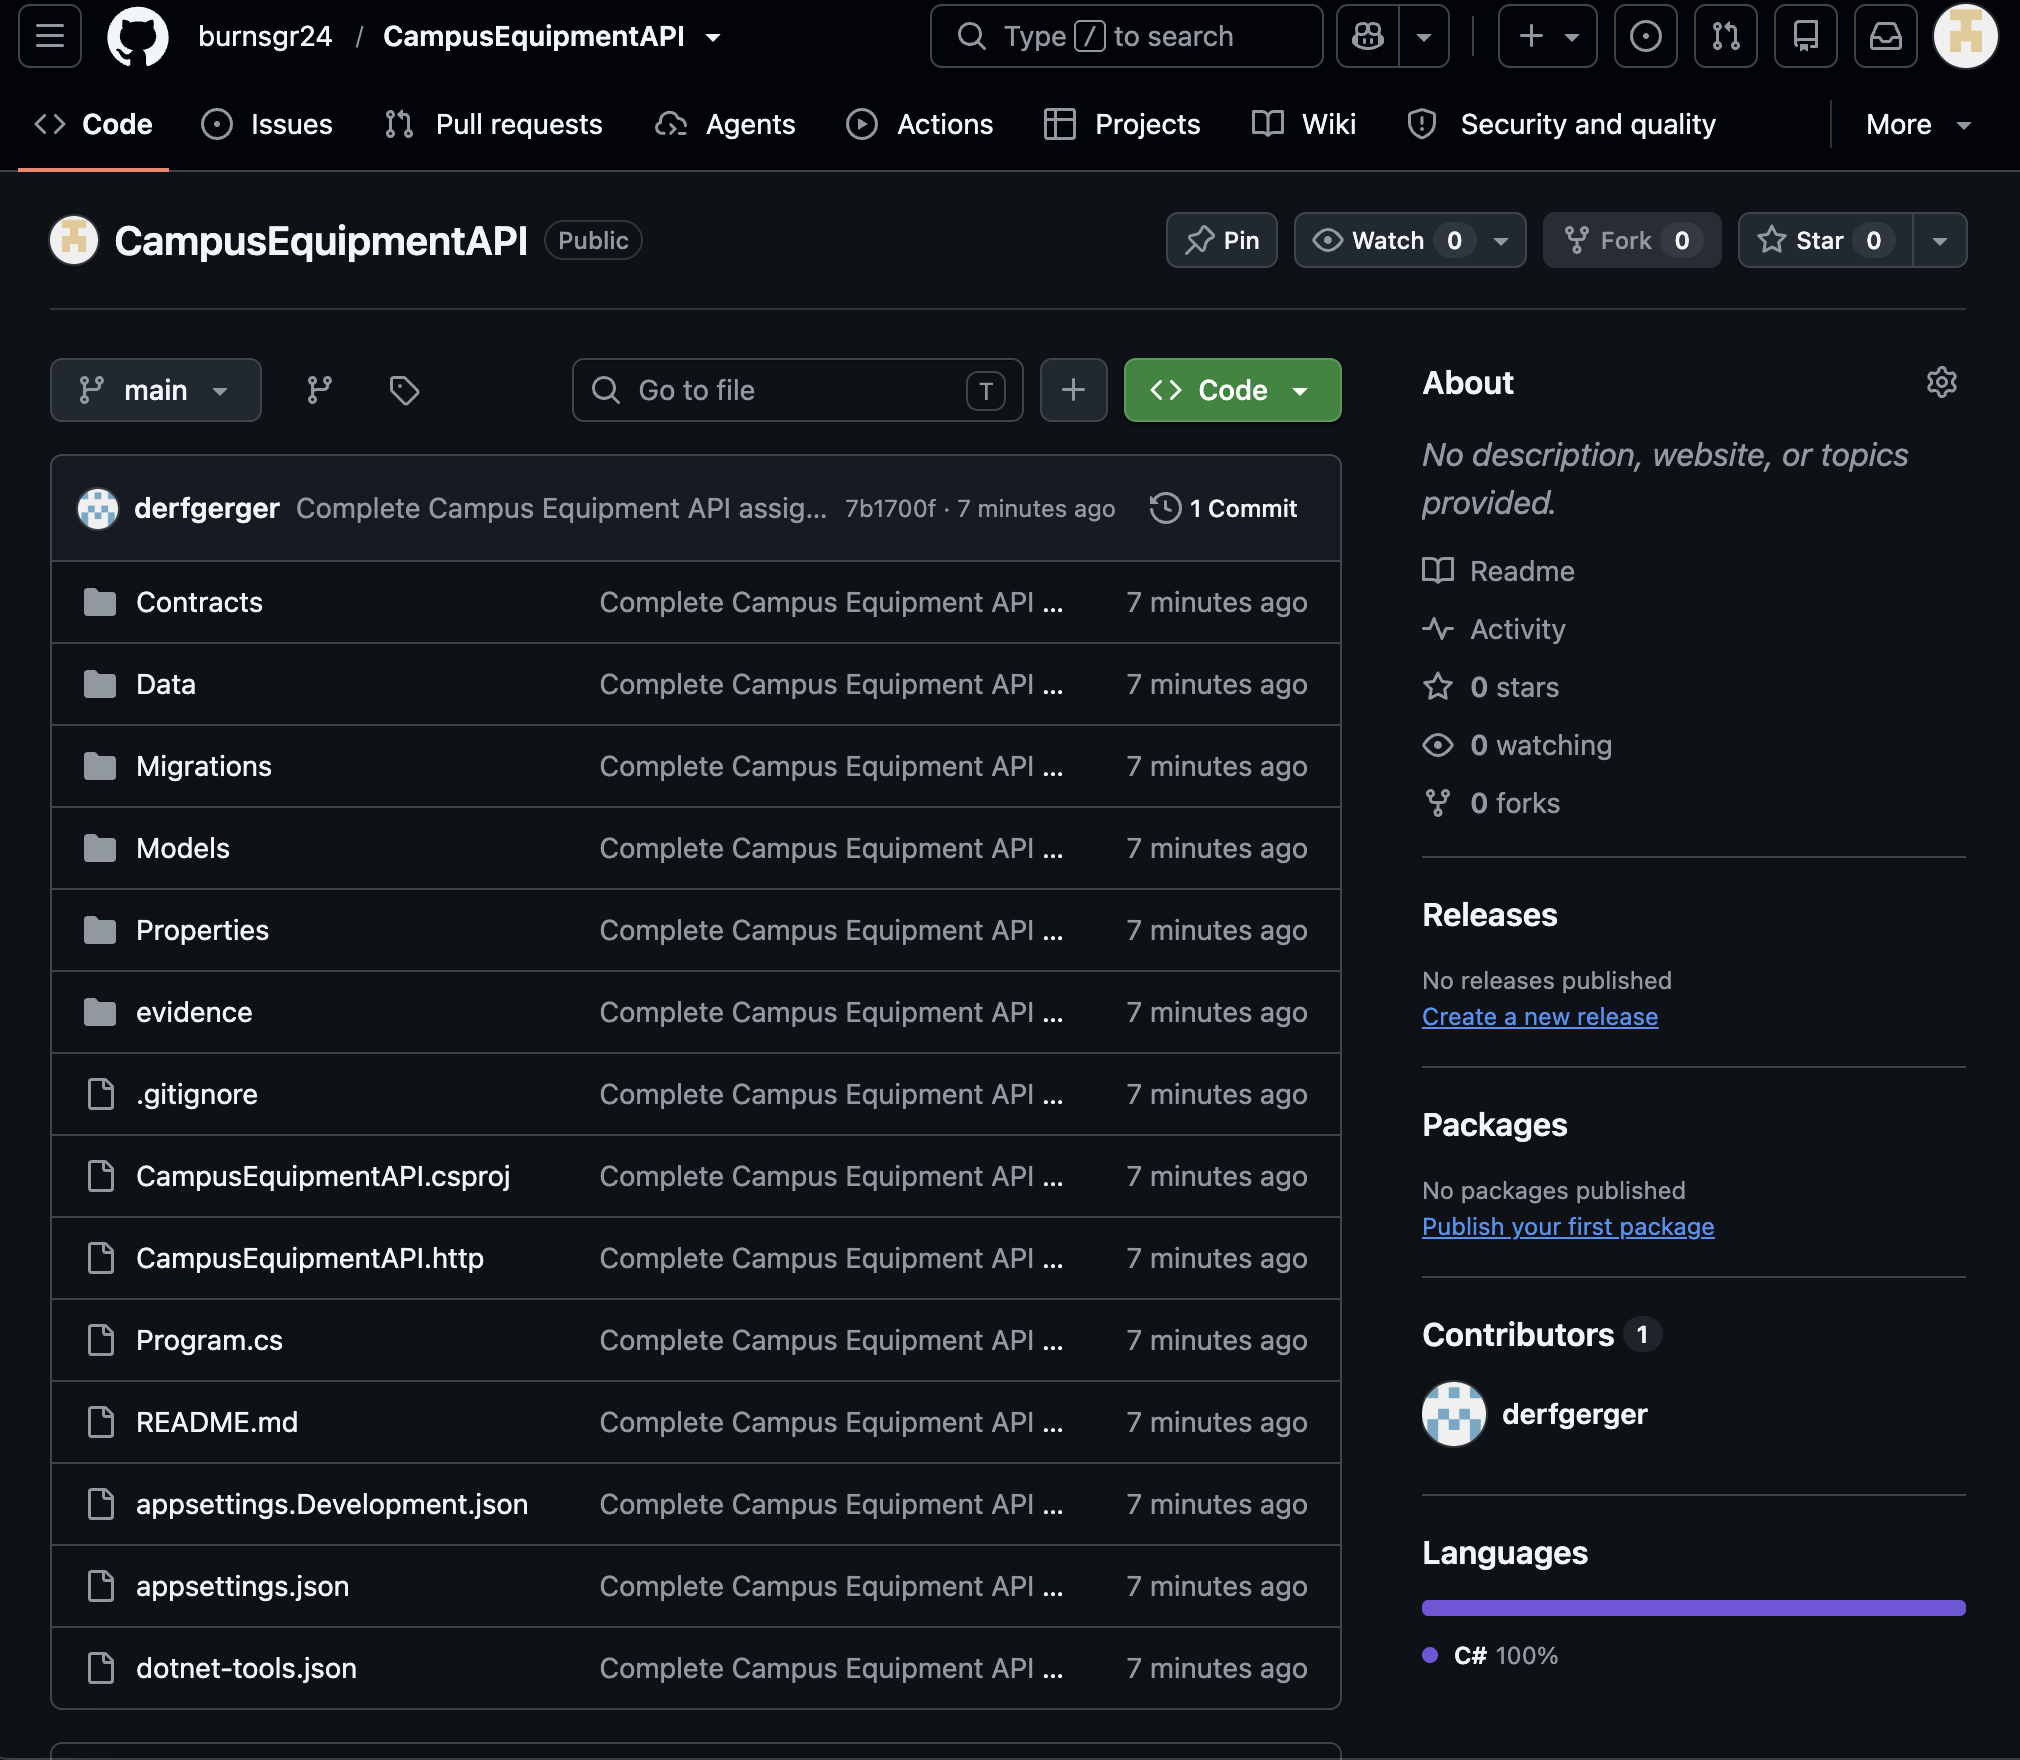 burnsgr24 / CampusEquipmentAPI
Type / to search
Code Issues Pull requests Agents Actions Projects Wiki Security and quality More
CampusEquipmentAPI Public
Pin Watch 0 Fork 0 Star 0
main Go to file T + Code
derfgerger Complete Campus Equipment API assig... 7b1700f · 7 minutes ago 1 Commit
Contracts Complete Campus Equipment API ... 7 minutes ago
Data Complete Campus Equipment API ... 7 minutes ago
Migrations Complete Campus Equipment API ... 7 minutes ago
Models Complete Campus Equipment API ... 7 minutes ago
Properties Complete Campus Equipment API ... 7 minutes ago
evidence Complete Campus Equipment API ... 7 minutes ago
.gitignore Complete Campus Equipment API ... 7 minutes ago
CampusEquipmentAPI.csproj Complete Campus Equipment API ... 7 minutes ago
CampusEquipmentAPI.http Complete Campus Equipment API ... 7 minutes ago
Program.cs Complete Campus Equipment API ... 7 minutes ago
README.md Complete Campus Equipment API ... 7 minutes ago
appsettings.Development.json Complete Campus Equipment API ... 7 minutes ago
appsettings.json Complete Campus Equipment API ... 7 minutes ago
dotnet-tools.json Complete Campus Equipment API ... 7 minutes ago
About
No description, website, or topics
provided.
Readme
Activity
0 stars
0 watching
0 forks
Releases
No releases published
Create a new release
Packages
No packages published
Publish your first package
Contributors 1
derfgerger
Languages
C# 100%